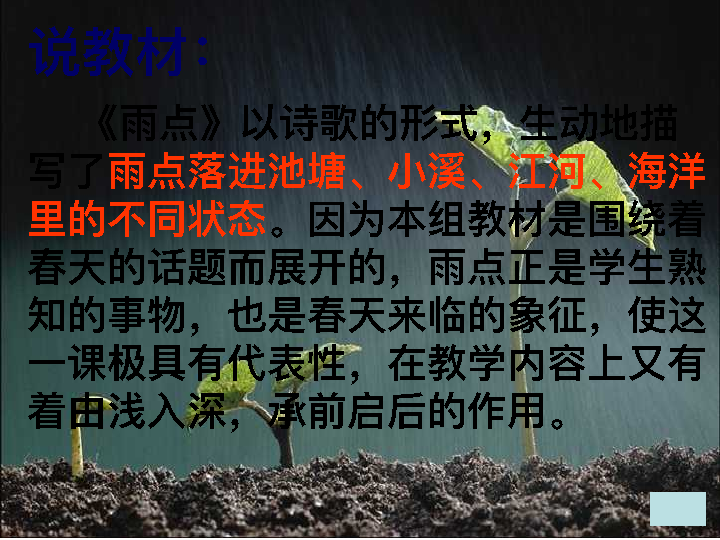 说教材：
《雨点》以诗歌的形式，生动地描
写了雨点落进池塘、小溪、江河、海洋
里的不同状态。因为本组教材是围绕着
春天的话题而展开的，雨点正是学生熟
知的事物，也是春天来临的象征，使这
一课极具有代表性，在教学内容上又有
着由浅入深，承前启后的作用。